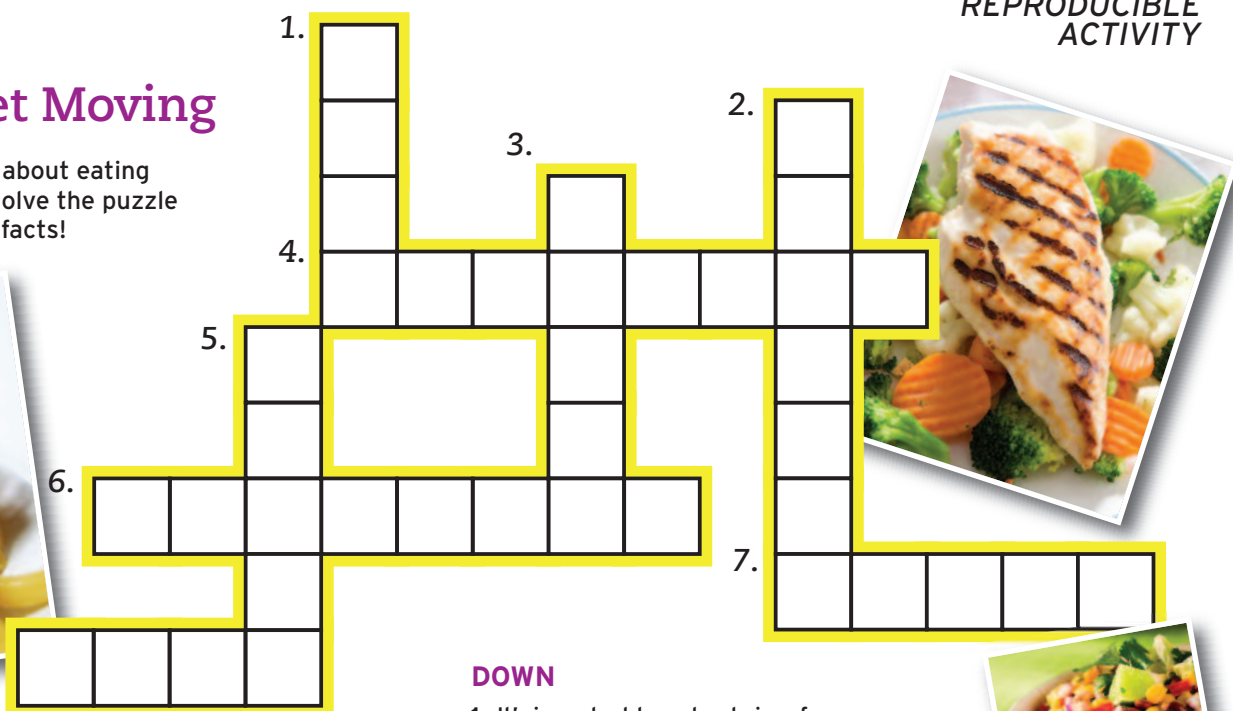 REPRODUCIBLE
ACTIVITY
et Moving
about eating
olve the puzzle
facts!
1.
2.
3.
4.
5.
6.
7.
DOWN